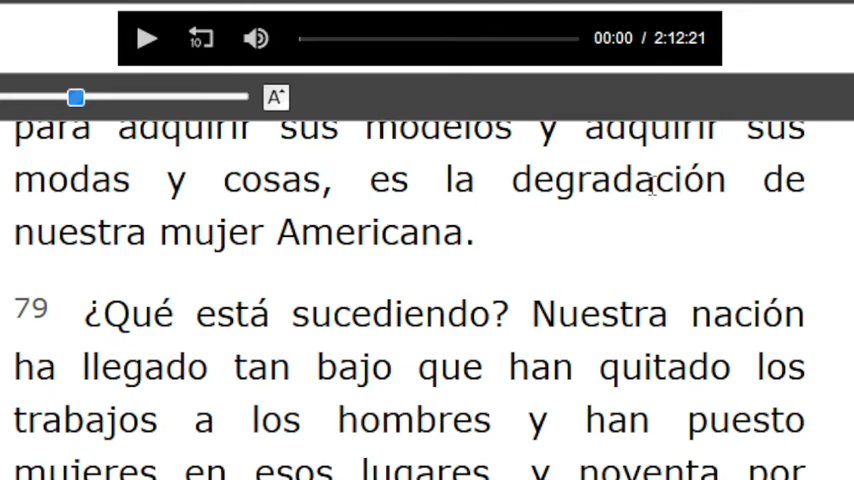 10
00:00 / 2:12:21
A
para adquirir sus modelos y adquirir sus
modas y cosas, es la degradación de
nuestra mujer Americana.
79 ¿Qué está sucediendo? Nuestra nación
ha llegado tan bajo que han quitado los
trabajos a los hombres y han puesto
mujeres en esos lugares, y noventa por